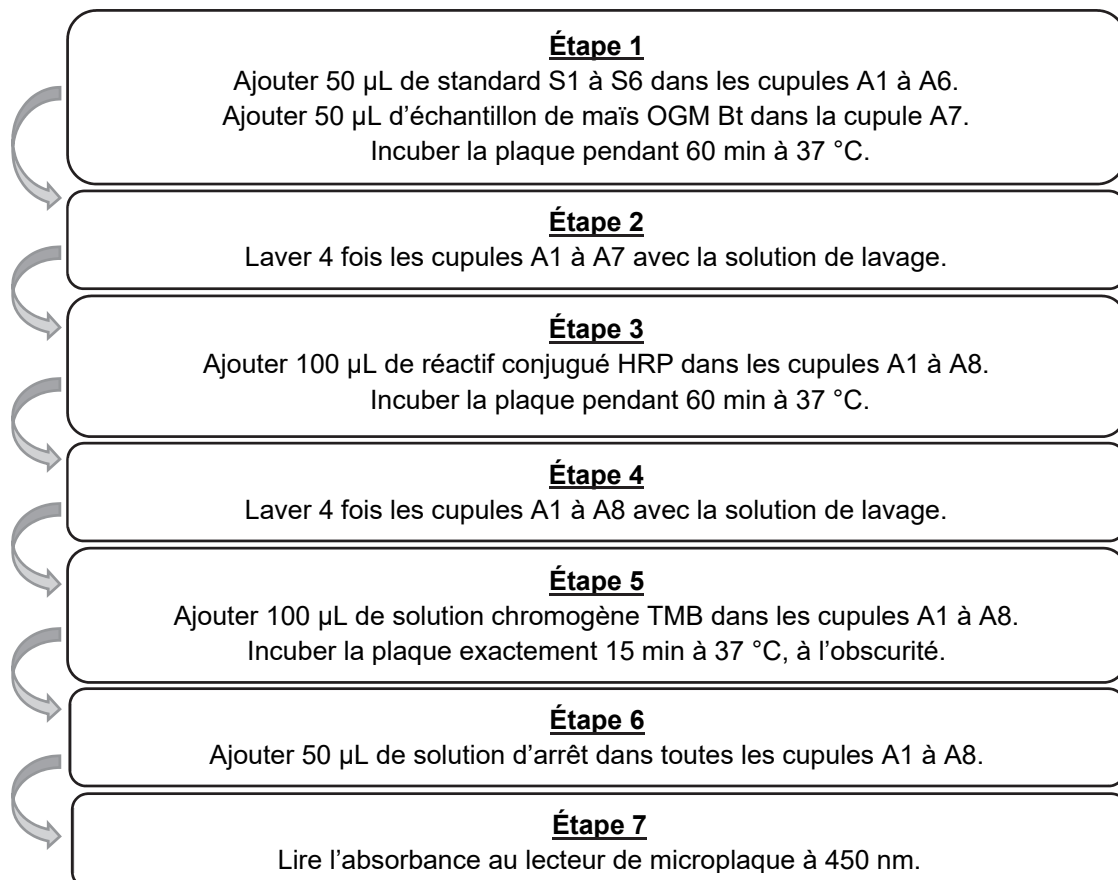 Étape 1
Ajouter 50 µL de standard S1 à S6 dans les cupules A1 à A6.
Ajouter 50 µL d’échantillon de maïs OGM Bt dans la cupule A7.
Incuber la plaque pendant 60 min à 37 °C.
Étape 2
Laver 4 fois les cupules A1 à A7 avec la solution de lavage.
Étape 3
Ajouter 100 µL de réactif conjugué HRP dans les cupules A1 à A8.
Incuber la plaque pendant 60 min à 37 °C.
Étape 4
Laver 4 fois les cupules A1 à A8 avec la solution de lavage.
Étape 5
Ajouter 100 µL de solution chromogène TMB dans les cupules A1 à A8.
Incuber la plaque exactement 15 min à 37 °C, à l’obscurité.
Étape 6
Ajouter 50 µL de solution d’arrêt dans toutes les cupules A1 à A8.
Étape 7
Lire l’absorbance au lecteur de microplaque à 450 nm.